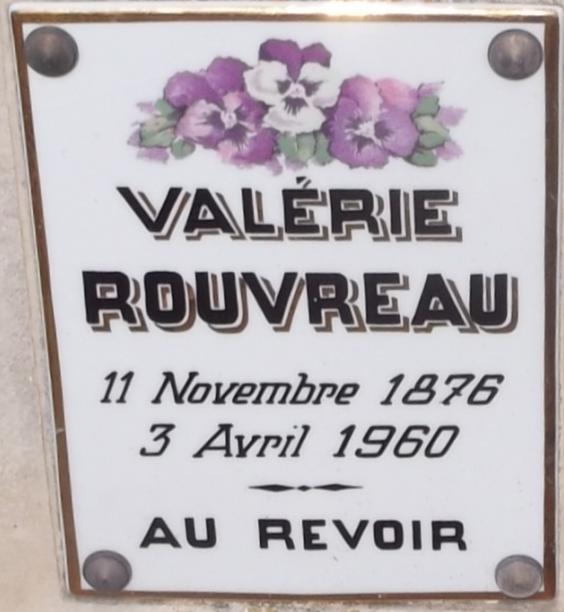 VALÉRIE
ROUVREAU
11 Novembre 1876
3 Avril 1960
AU REVOIR